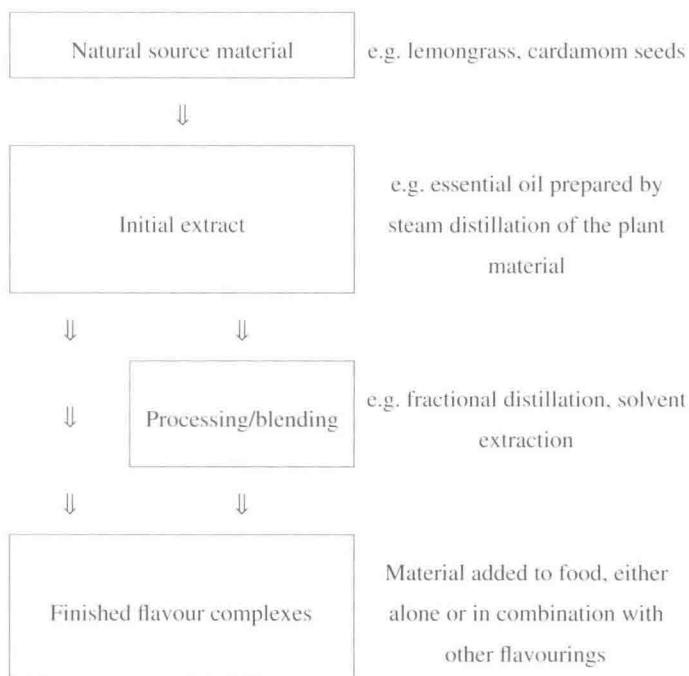 Natural source material e.g. lemongrass, cardamom seeds
⇓
Initial extract
e.g. essential oil prepared by
steam distillation of the plant
material
⇓ ⇓
⇓
Processing/blending
e.g. fractional distillation, solvent
extraction
⇓ ⇓
Finished flavour complexes
Material added to food, either
alone or in combination with
other flavourings